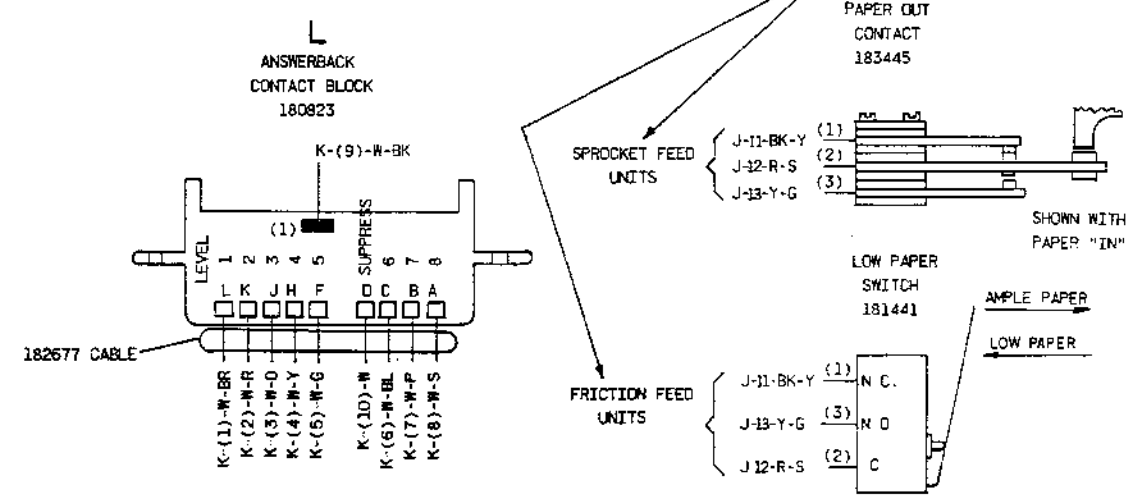 L
ANSWERBACK
CONTACT BLOCK
180823
K-(9)-W-BK
(1)
LEVEL
1 2 3 4 5 SUPPRESS 6 7 8
L K J H F D C B A
182677 CABLE
K-(1)-W-BR
K-(2)-W-R
K-(3)-W-O
K-(4)-W-Y
K-(5)-W-G
K-(10)-W
K-(6)-W-BL
K-(7)-W-P
K-(8)-W-S
PAPER OUT
CONTACT
183445
SPROCKET FEED
UNITS
J-11-BK-Y (1)
J-12-R-S (2)
J-13-Y-G (3)
SHOWN WITH
PAPER "IN"
LOW PAPER
SWITCH
181441
AMPLE PAPER
LOW PAPER
FRICTION FEED
UNITS
J-11-BK-Y (1) N C.
J-13-Y-G (3) N O
J 12-R-S (2) C